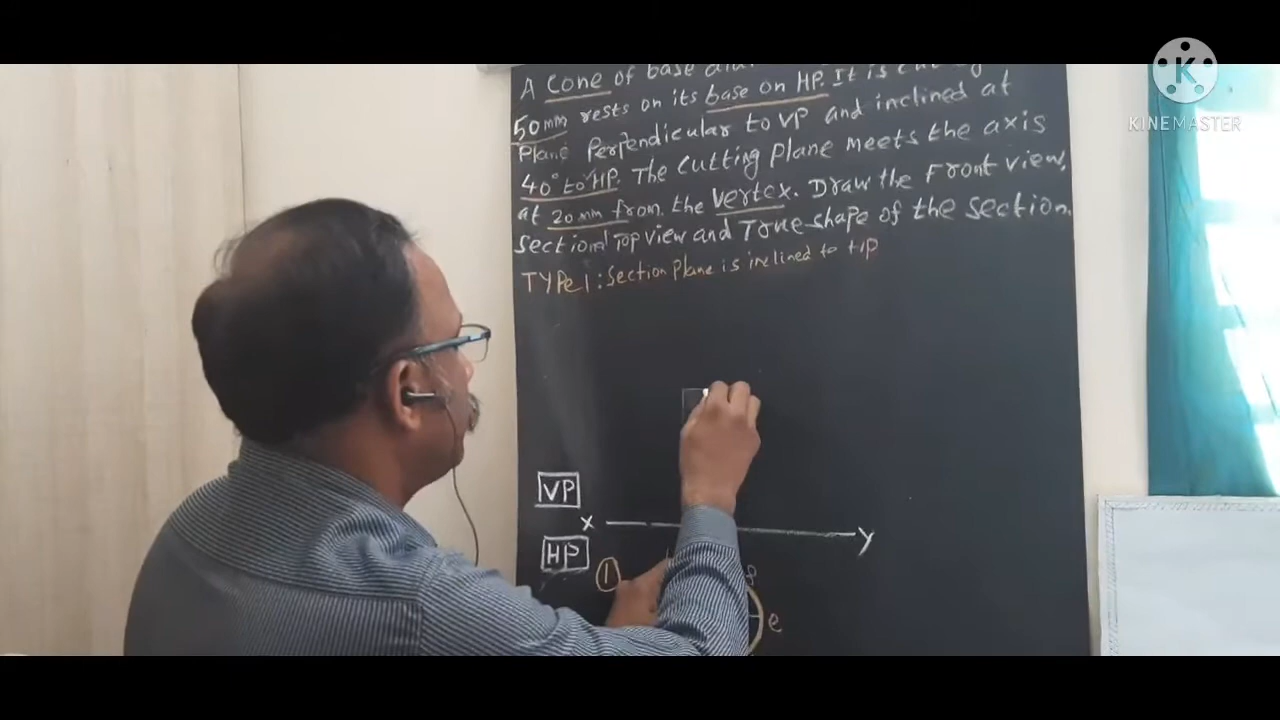 A Cone of base
50mm rests on its base on HP. It is
Plane Perpendicular to VP and inclined at
40° to HP. The cutting Plane meets the axis
at 20mm from the vertex. Draw the Front view,
Sectional Top view and True shape of the section.
TYPe1: Section Plane is inclined to HP
VP
X Y
HP
1
e
K
KINEMASTER